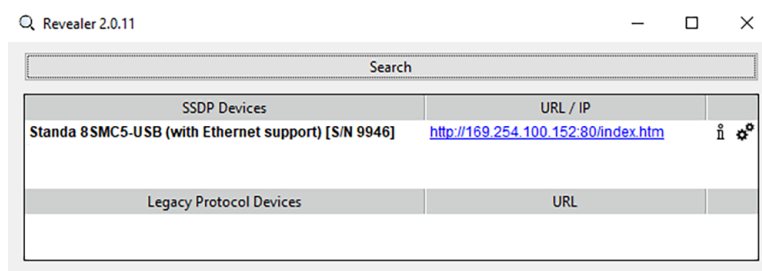 Revealer 2.0.11
Search
SSDP Devices URL / IP
Standa 8SMC5-USB (with Ethernet support) [S/N 9946] http://169.254.100.152:80/index.htm
Legacy Protocol Devices URL